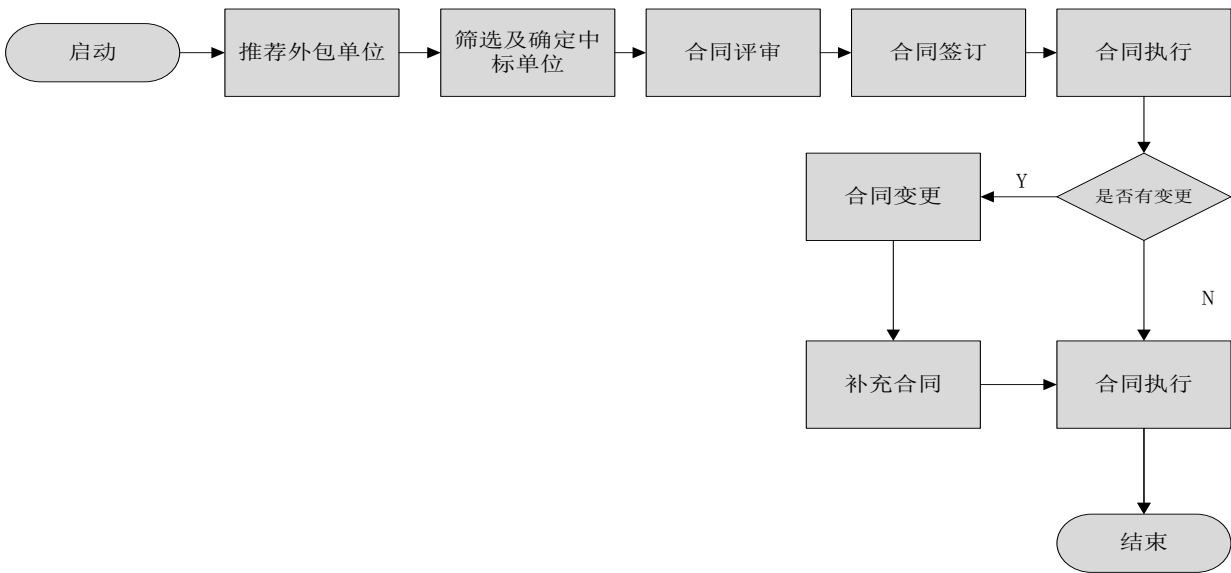 启动
推荐外包单位
筛选及确定中
标单位
合同评审
合同签订
合同执行
合同变更
Y
是否有变更
N
补充合同
合同执行
结束